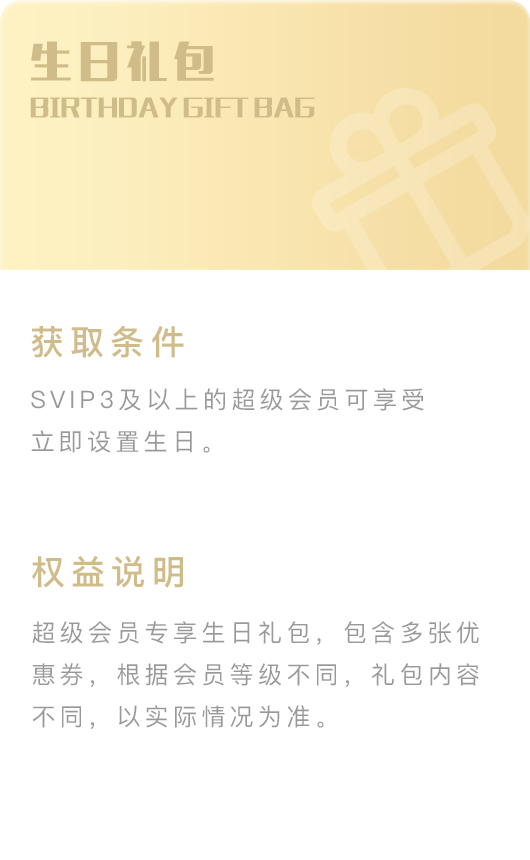 生日礼包
BIRTHDAY GIFT BAG
获取条件
SVIP3及以上的超级会员可享受
立即设置生日。
权益说明
超级会员专享生日礼包，包含多张优
惠券，根据会员等级不同，礼包内容
不同，以实际情况为准。